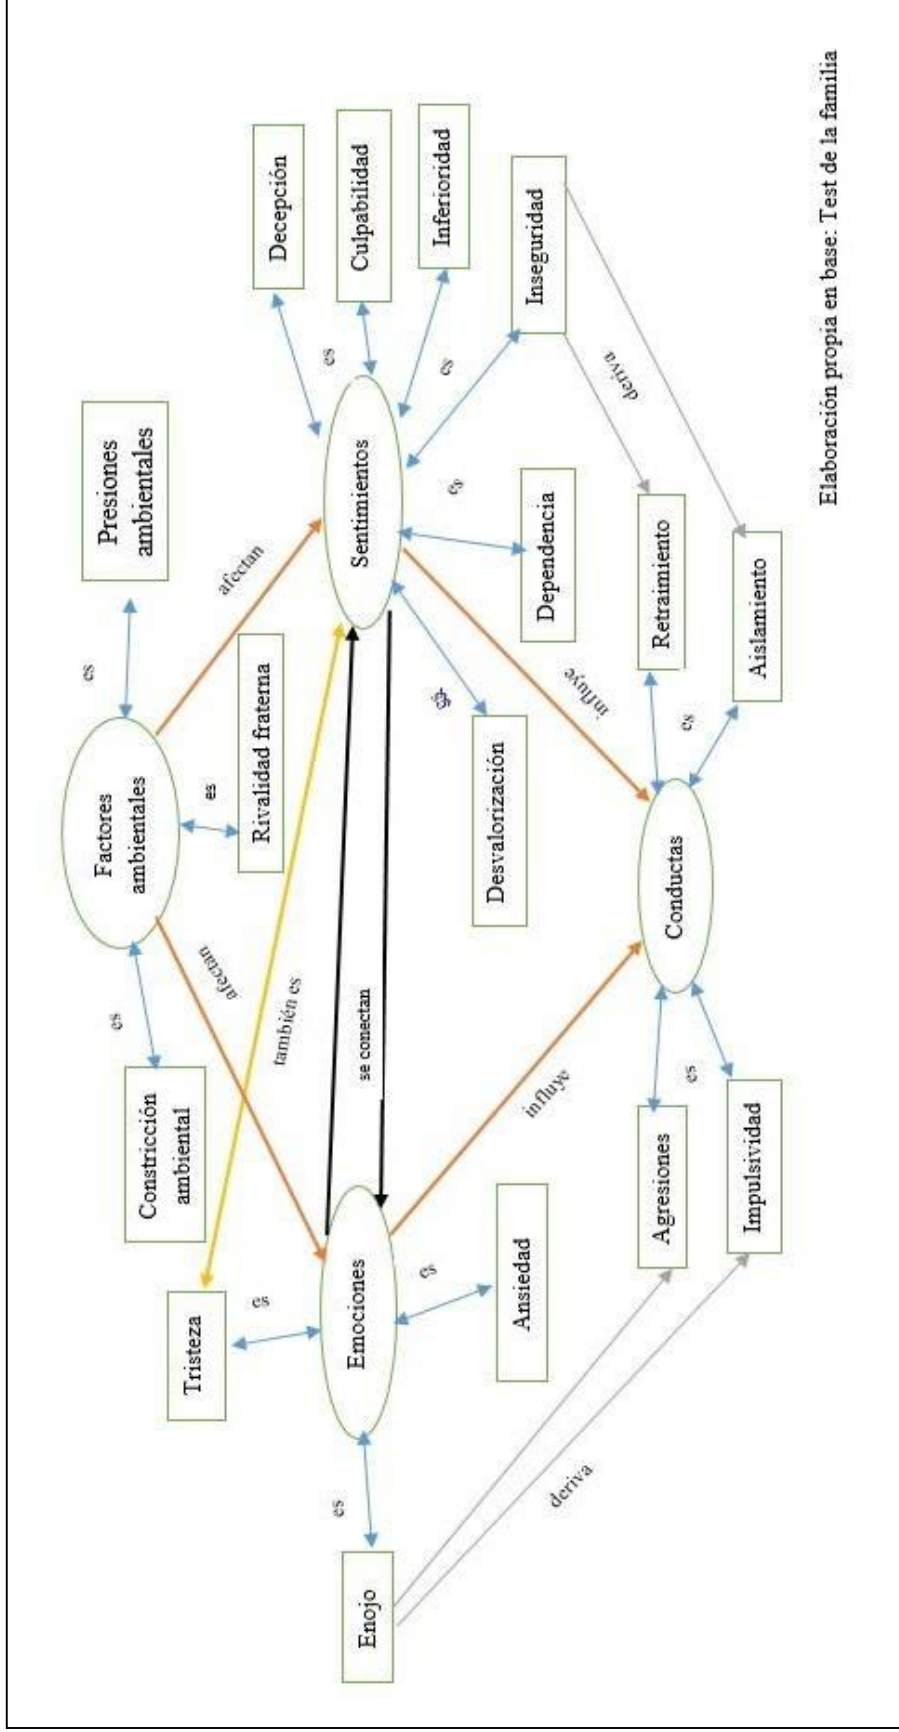 es
Factores
ambientales
Presiones
ambientales
es
Constricción
ambiental
Tristeza
es
afectan
afectan
Rivalidad fraterna
es
Decepción
también es
es
es
Enojo
Emociones
se conectan
Sentimientos
Culpabilidad
es
es
es
es
Inferioridad
Desvalorización
Ansiedad
Inseguridad
Dependencia
influye
deriva
influye
deriva
Agresiones
Conductas
Retraimiento
es
es
Impulsividad
Aislamiento
Elaboración propia en base: Test de la familia